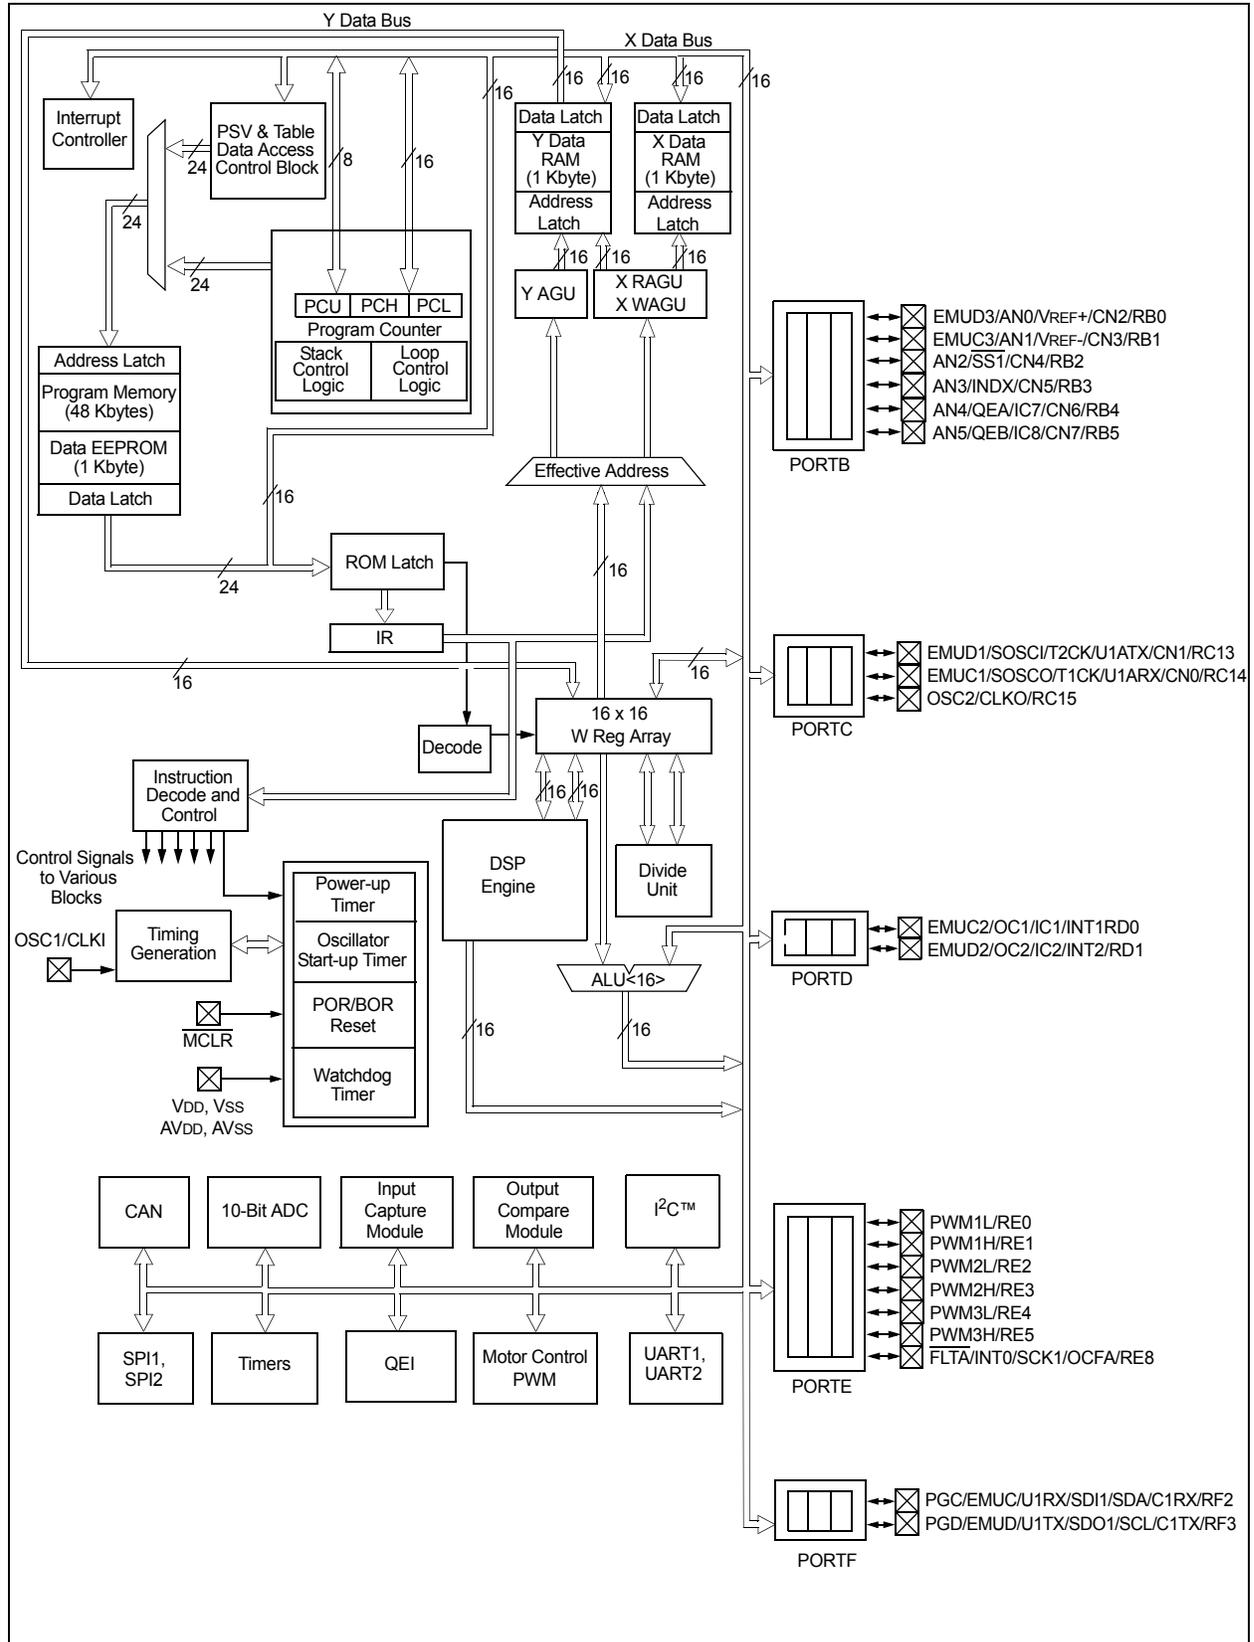 Y Data Bus
X Data Bus
16
16
16
16
16
Interrupt
Controller
PSV & Table
Data Access
Control Block
24
8
16
Data Latch
Y Data
RAM
(1 Kbyte)
Address
Latch
Data Latch
X Data
RAM
(1 Kbyte)
Address
Latch
24
24
16
16
16
Y AGU
X RAGU
X WAGU
PCU
PCH
PCL
Program Counter
Stack
Control
Logic
Loop
Control
Logic
Address Latch
Program Memory
(48 Kbytes)
Data EEPROM
(1 Kbyte)
Data Latch
16
24
Effective Address
ROM Latch
16
IR
16
16
16 x 16
W Reg Array
Decode
Instruction
Decode and
Control
16
16
Control Signals
to Various
Blocks
DSP
Engine
Divide
Unit
Power-up
Timer
OSC1/CLKI
Timing
Generation
Oscillator
Start-up Timer
ALU<16>
POR/BOR
Reset
MCLR
16
16
Watchdog
Timer
VDD, VSS
AVDD, AVSS
CAN
10-Bit ADC
Input
Capture
Module
Output
Compare
Module
I2C™
SPI1,
SPI2
Timers
QEI
Motor Control
PWM
UART1,
UART2
EMUD3/AN0/VREF+/CN2/RB0
EMUC3/AN1/VREF-/CN3/RB1
AN2/SS1/CN4/RB2
AN3/INDX/CN5/RB3
AN4/QEA/IC7/CN6/RB4
AN5/QEB/IC8/CN7/RB5
PORTB
EMUD1/SOSCI/T2CK/U1ATX/CN1/RC13
EMUC1/SOSCO/T1CK/U1ARX/CN0/RC14
OSC2/CLKO/RC15
PORTC
EMUC2/OC1/IC1/INT1RD0
EMUD2/OC2/IC2/INT2/RD1
PORTD
PWM1L/RE0
PWM1H/RE1
PWM2L/RE2
PWM2H/RE3
PWM3L/RE4
PWM3H/RE5
FLTA/INT0/SCK1/OCFA/RE8
PORTE
PGC/EMUC/U1RX/SDI1/SDA/C1RX/RF2
PGD/EMUD/U1TX/SDO1/SCL/C1TX/RF3
PORTF